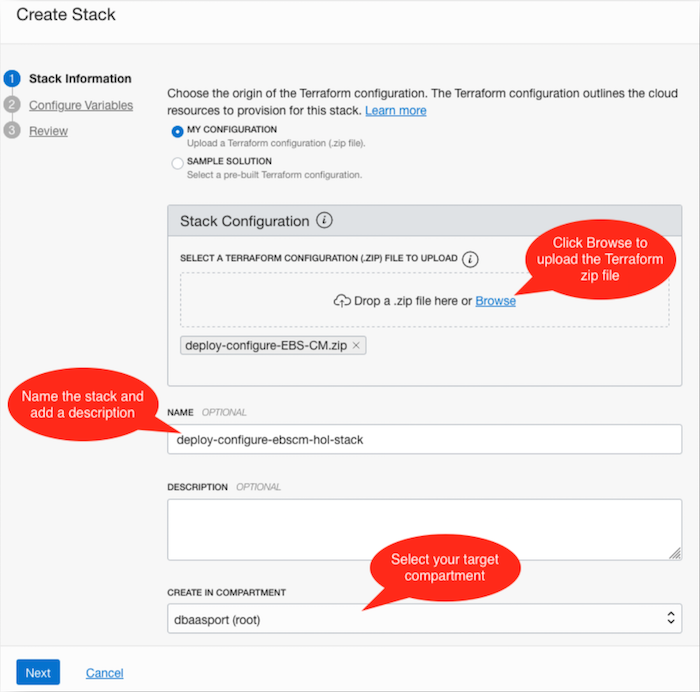 Create Stack
1 Stack Information
2 Configure Variables
3 Review
Choose the origin of the Terraform configuration. The Terraform configuration outlines the cloud
resources to provision for this stack. Learn more
MY CONFIGURATION
Upload a Terraform configuration (.zip file).
SAMPLE SOLUTION
Select a pre-built Terraform configuration.
Stack Configuration i
SELECT A TERRAFORM CONFIGURATION (.ZIP) FILE TO UPLOAD i
Click Browse to
upload the Terraform
zip file
Drop a .zip file here or Browse
deploy-configure-EBS-CM.zip ×
Name the stack and
add a description
NAME OPTIONAL
deploy-configure-ebscm-hol-stack
DESCRIPTION OPTIONAL
Select your target
compartment
CREATE IN COMPARTMENT
dbaasport (root)
Next Cancel